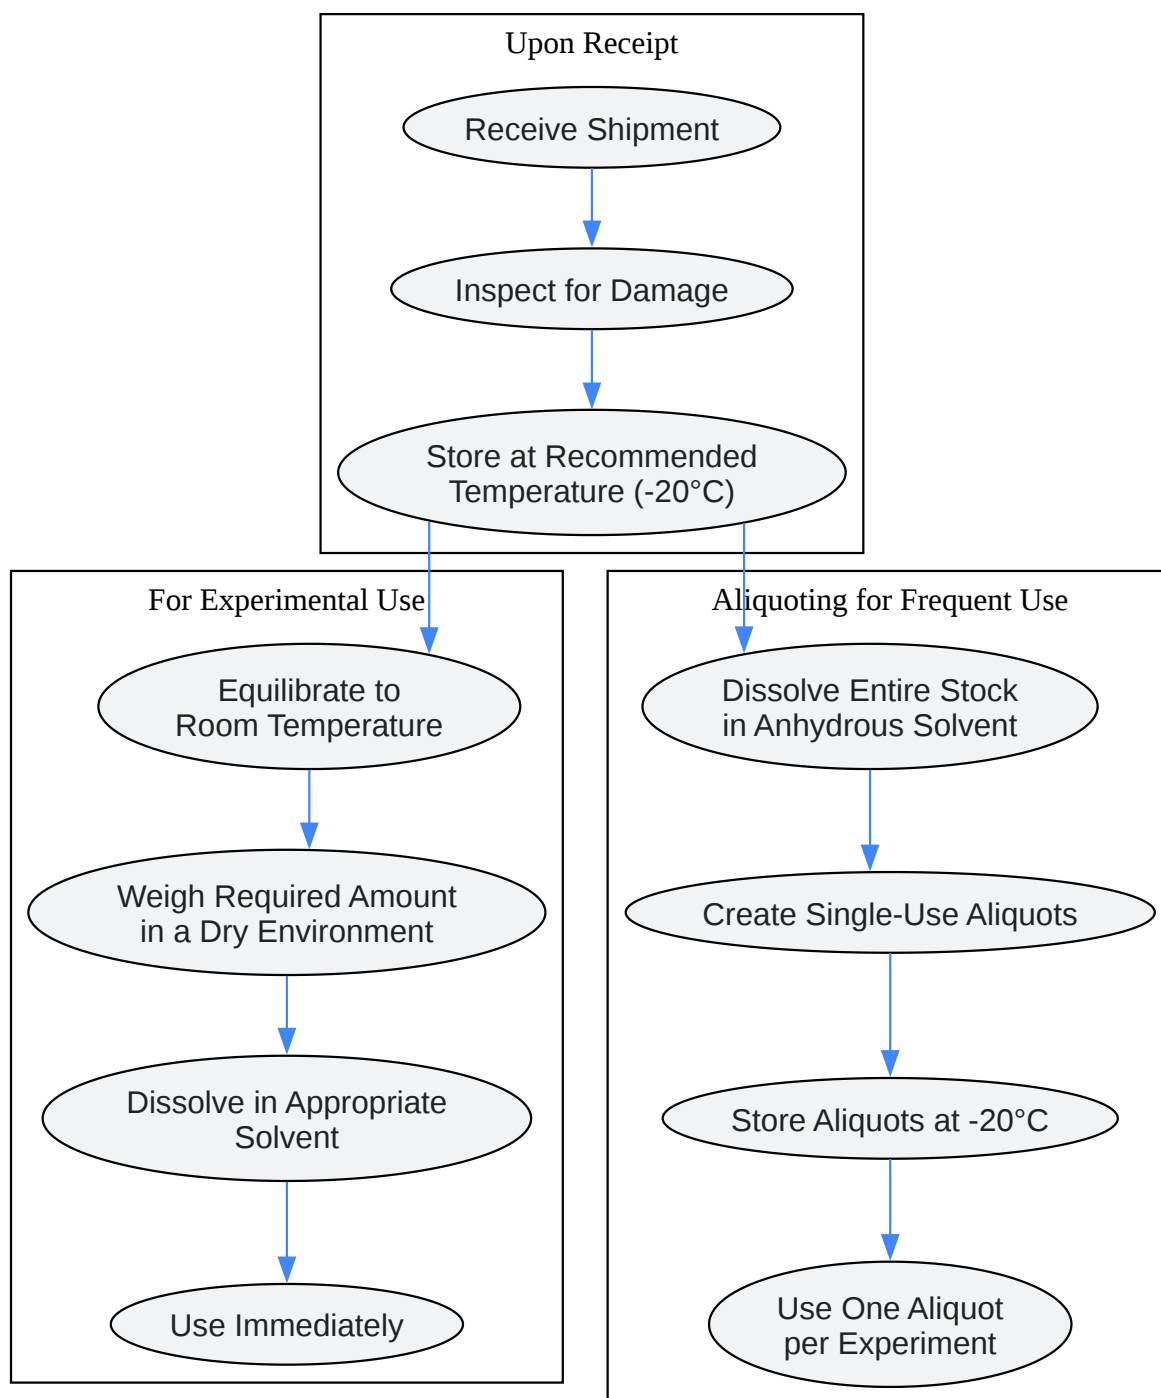 Upon Receipt
Receive Shipment
Inspect for Damage
Store at Recommended
Temperature (-20°C)
For Experimental Use
Equilibrate to
Room Temperature
Weigh Required Amount
in a Dry Environment
Dissolve in Appropriate
Solvent
Use Immediately
Aliquoting for Frequent Use
Dissolve Entire Stock
in Anhydrous Solvent
Create Single-Use Aliquots
Store Aliquots at -20°C
Use One Aliquot
per Experiment